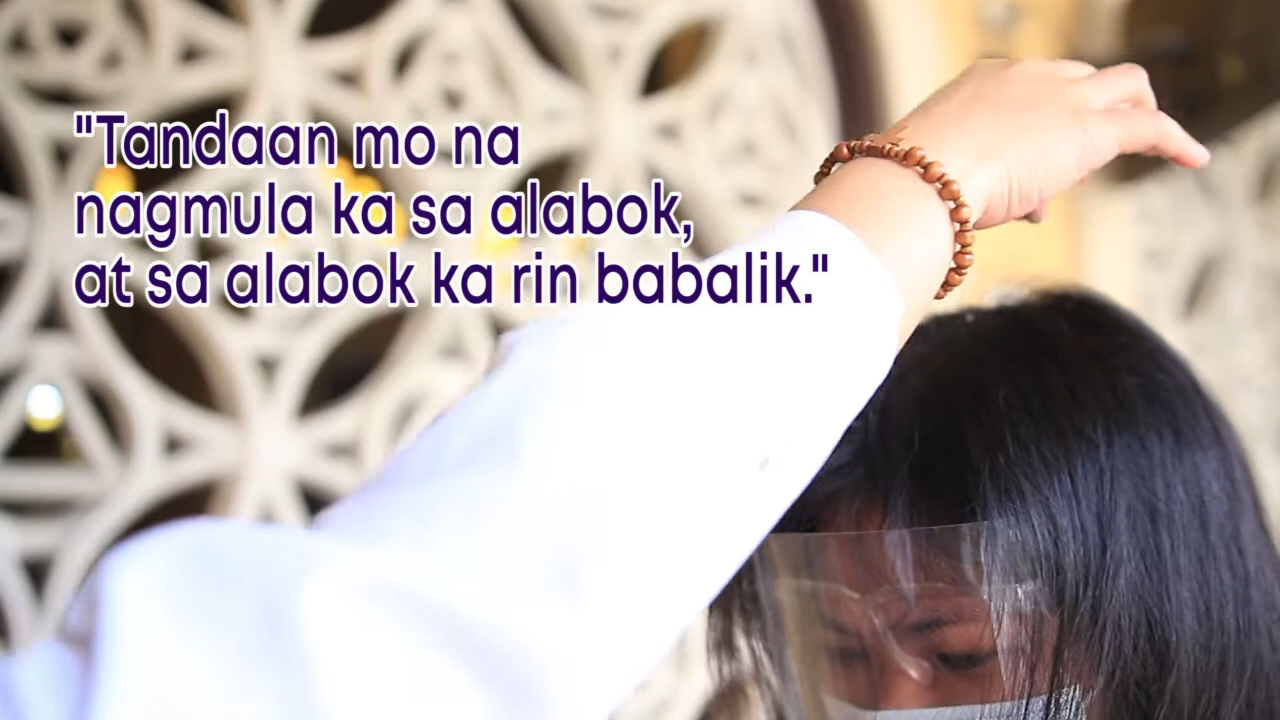 "Tandaan mo na
nagmula ka sa alabok,
at sa alabok ka rin babalik."